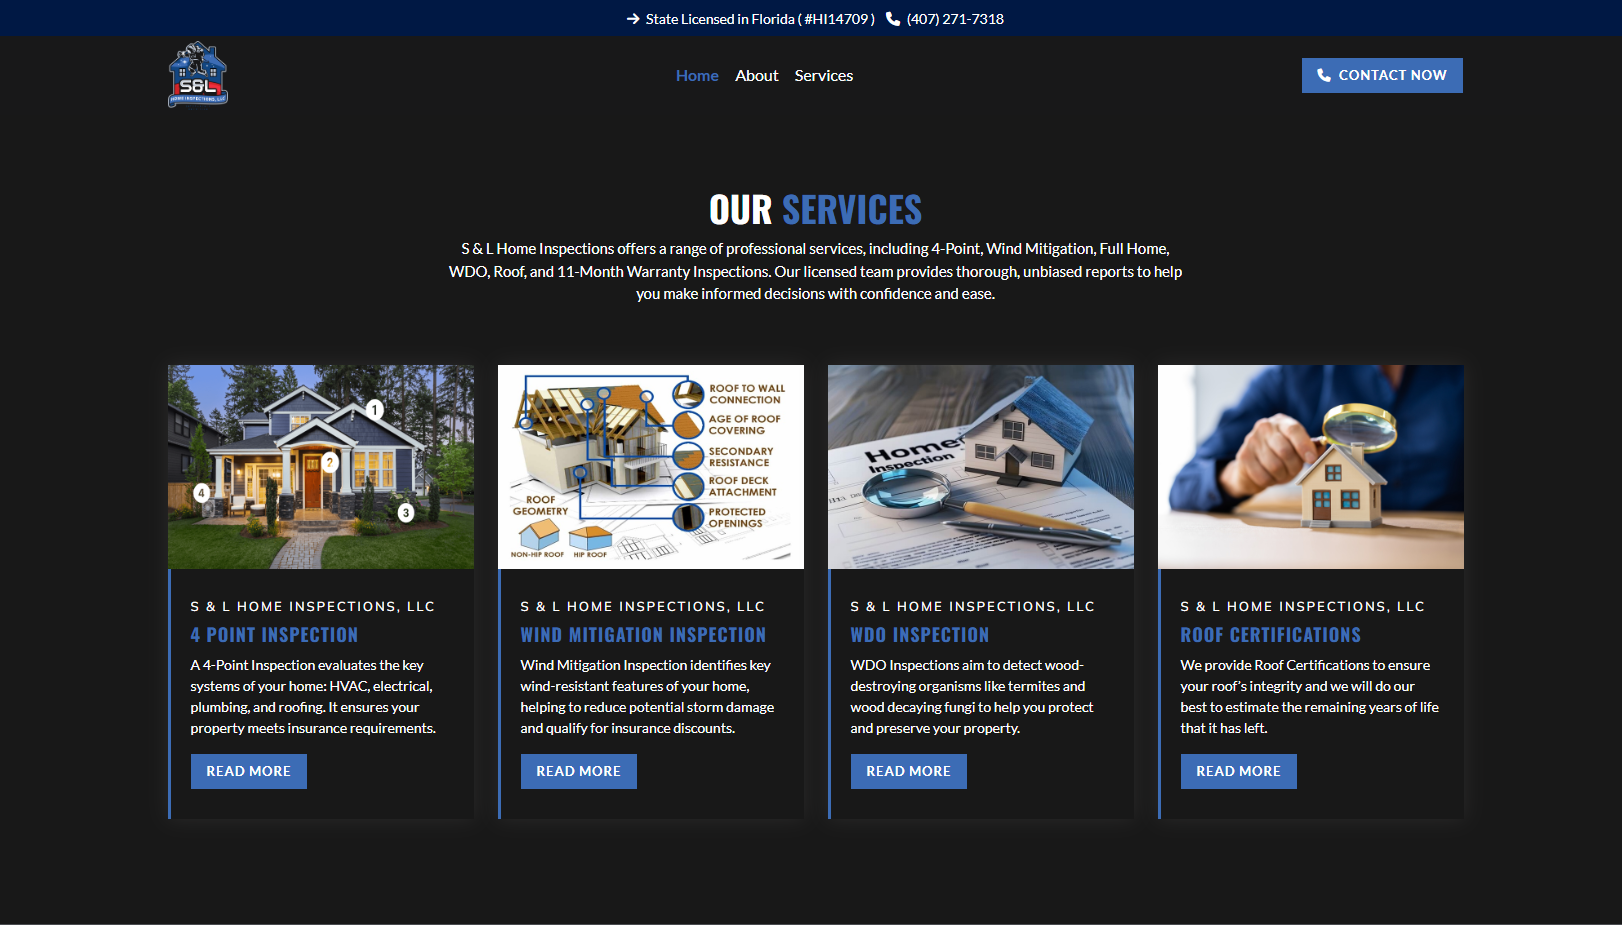 State Licensed in Florida ( #HI14709 ) (407) 271-7318
S&L
HOME INSPECTIONS, LLC
Home About Services
CONTACT NOW
OUR SERVICES
S & L Home Inspections offers a range of professional services, including 4-Point, Wind Mitigation, Full Home,
WDO, Roof, and 11-Month Warranty Inspections. Our licensed team provides thorough, unbiased reports to help
you make informed decisions with confidence and ease.
1
2
4
3
S & L HOME INSPECTIONS, LLC
4 POINT INSPECTION
A 4-Point Inspection evaluates the key
systems of your home: HVAC, electrical,
plumbing, and roofing. It ensures your
property meets insurance requirements.
READ MORE
ROOF TO WALL
CONNECTION
AGE OF ROOF
COVERING
SECONDARY
RESISTANCE
ROOF DECK
ATTACHMENT
PROTECTED
OPENINGS
ROOF
GEOMETRY
NON-HIP ROOF HIP ROOF
S & L HOME INSPECTIONS, LLC
WIND MITIGATION INSPECTION
Wind Mitigation Inspection identifies key
wind-resistant features of your home,
helping to reduce potential storm damage
and qualify for insurance discounts.
READ MORE
Home
Inspection
S & L HOME INSPECTIONS, LLC
WDO INSPECTION
WDO Inspections aim to detect wood-
destroying organisms like termites and
wood decaying fungi to help you protect
and preserve your property.
READ MORE
S & L HOME INSPECTIONS, LLC
ROOF CERTIFICATIONS
We provide Roof Certifications to ensure
your roof's integrity and we will do our
best to estimate the remaining years of life
that it has left.
READ MORE